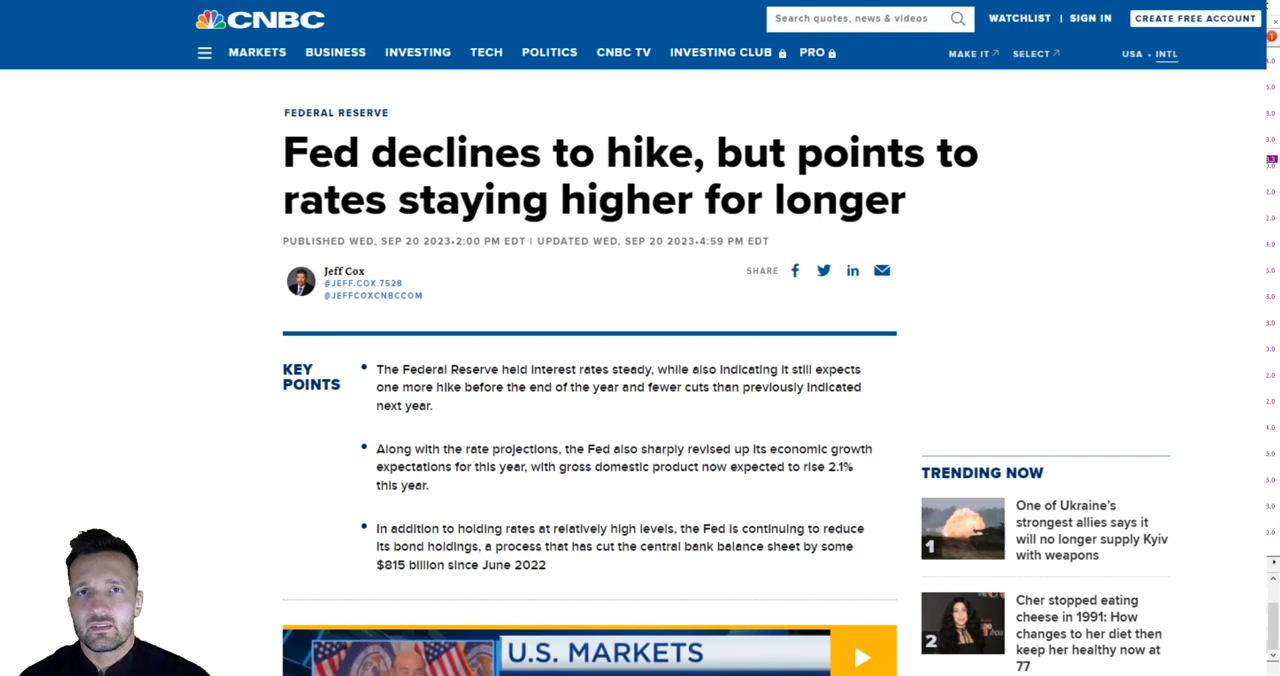 CNBC
Search quotes, news & videos
WATCHLIST | SIGN IN
CREATE FREE ACCOUNT
MARKETS BUSINESS INVESTING TECH POLITICS CNBC TV INVESTING CLUB PRO
MAKE IT SELECT
USA • INTL
FEDERAL RESERVE
Fed declines to hike, but points to
rates staying higher for longer
PUBLISHED WED, SEP 20 2023•2:00 PM EDT | UPDATED WED, SEP 20 2023•4:59 PM EDT
Jeff Cox
@JEFF.COX.7528
@JEFFCOXCNBCCOM
SHARE
KEY
POINTS
The Federal Reserve held interest rates steady, while also indicating it still expects
one more hike before the end of the year and fewer cuts than previously indicated
next year.
Along with the rate projections, the Fed also sharply revised up its economic growth
expectations for this year, with gross domestic product now expected to rise 2.1%
this year.
In addition to holding rates at relatively high levels, the Fed is continuing to reduce
its bond holdings, a process that has cut the central bank balance sheet by some
$815 billion since June 2022
U.S. MARKETS
TRENDING NOW
1
One of Ukraine's
strongest allies says it
will no longer supply Kyiv
with weapons
2
Cher stopped eating
cheese in 1991: How
changes to her diet then
keep her healthy now at
77